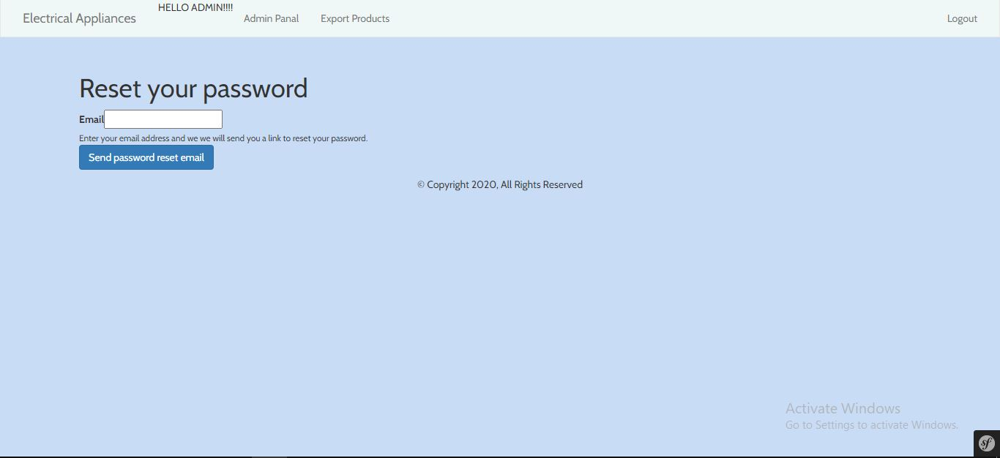 HELLO ADMIN!!!!
Electrical Appliances
Admin Panal
Export Products
Logout
Reset your password
Email
Enter your email address and we we will send you a link to reset your password.
Send password reset email
© Copyright 2020, All Rights Reserved
Activate Windows
Go to Settings to activate Windows.
sf